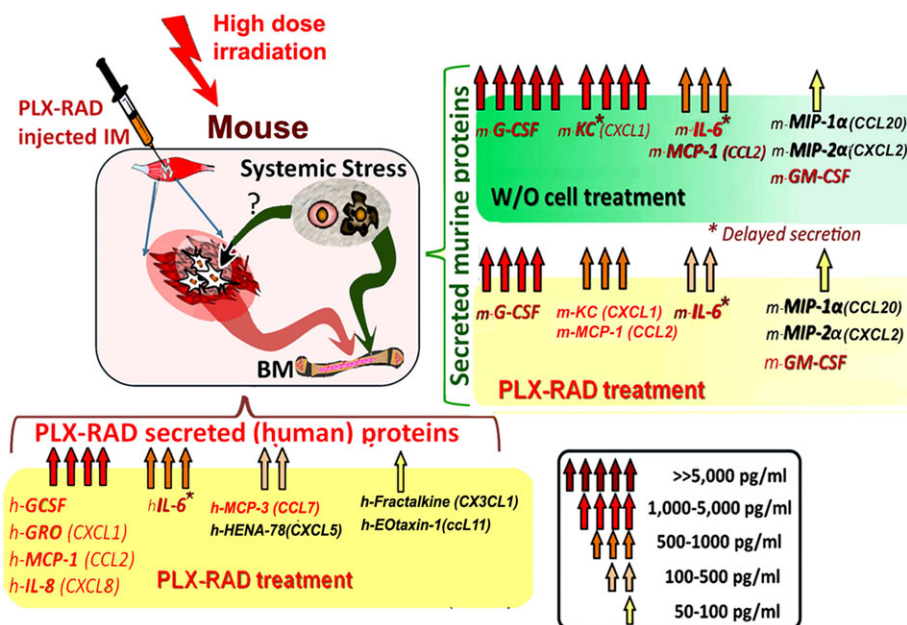 High dose
irradiation
PLX-RAD
injected IM
Mouse
Systemic Stress
?
BM
Secreted murine proteins
m-G-CSF
m-KC* (CXCL1)
m-IL-6*
m-MCP-1 (CCL2)
m-MIP-1α(CCL20)
m-MIP-2α(CXCL2)
m-GM-CSF
W/O cell treatment
* Delayed secretion
m-G-CSF
m-KC (CXCL1)
m-MCP-1 (CCL2)
m-IL-6*
m-MIP-1α(CCL20)
m-MIP-2α(CXCL2)
m-GM-CSF
PLX-RAD treatment
PLX-RAD secreted (human) proteins
h-GCSF
h-GRO (CXCL1)
h-MCP-1 (CCL2)
h-IL-8 (CXCL8)
hIL-6*
h-MCP-3 (CCL7)
h-HENA-78(CXCL5)
h-Fractalkine (CX3CL1)
h-EOtaxin-1(ccL11)
PLX-RAD treatment
>>5,000 pg/ml
1,000-5,000 pg/ml
500-1000 pg/ml
100-500 pg/ml
50-100 pg/ml